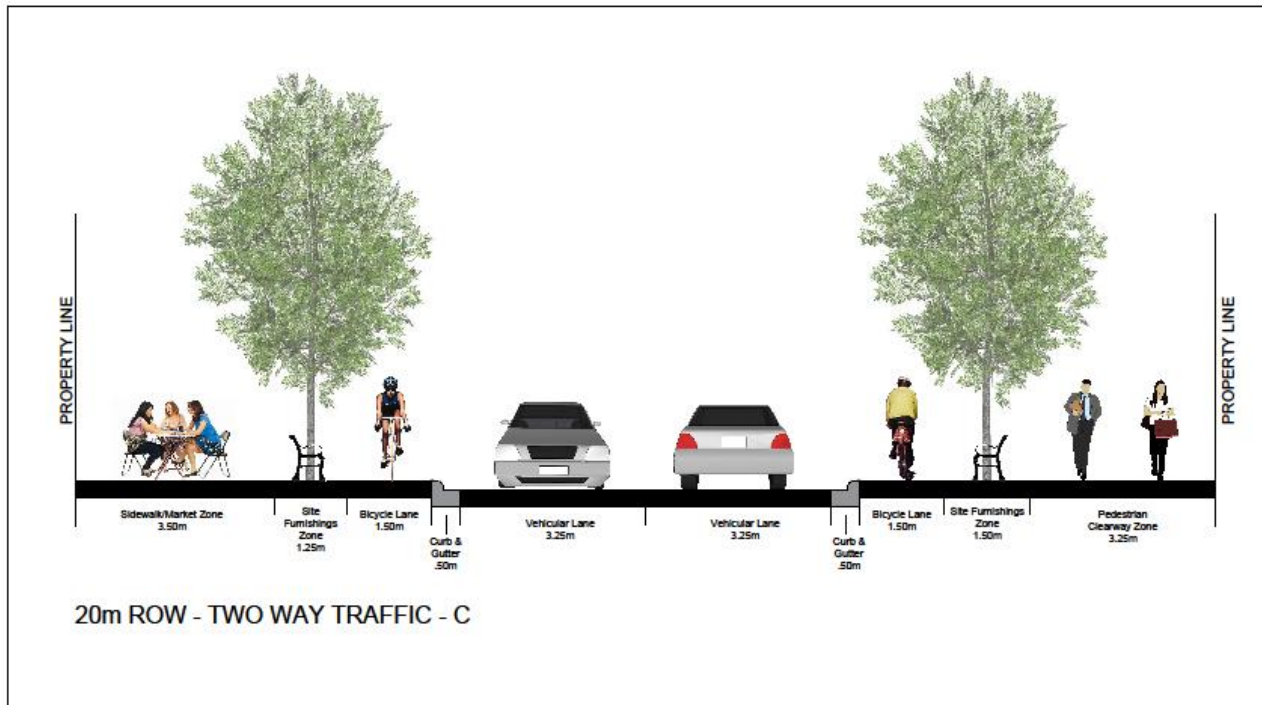 PROPERTY LINE
PROPERTY LINE
Sidewalk/Market Zone
3.50m
Site
Furnishings
Zone
1.25m
Bicycle Lane
1.50m
Curb &
Gutter
.50m
Vehicular Lane
3.25m
Vehicular Lane
3.25m
Curb &
Gutter
.50m
Bicycle Lane
1.50m
Site Furnishings
Zone
1.50m
Pedestrian
Clearway Zone
3.25m
20m ROW - TWO WAY TRAFFIC - C